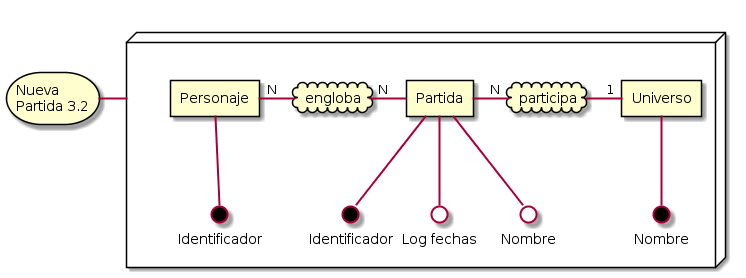 Nueva
Partida 3.2
Personaje
N
engloba
N
Partida
N
participa
1
Universo
Identificador
Identificador
Log fechas
Nombre
Nombre